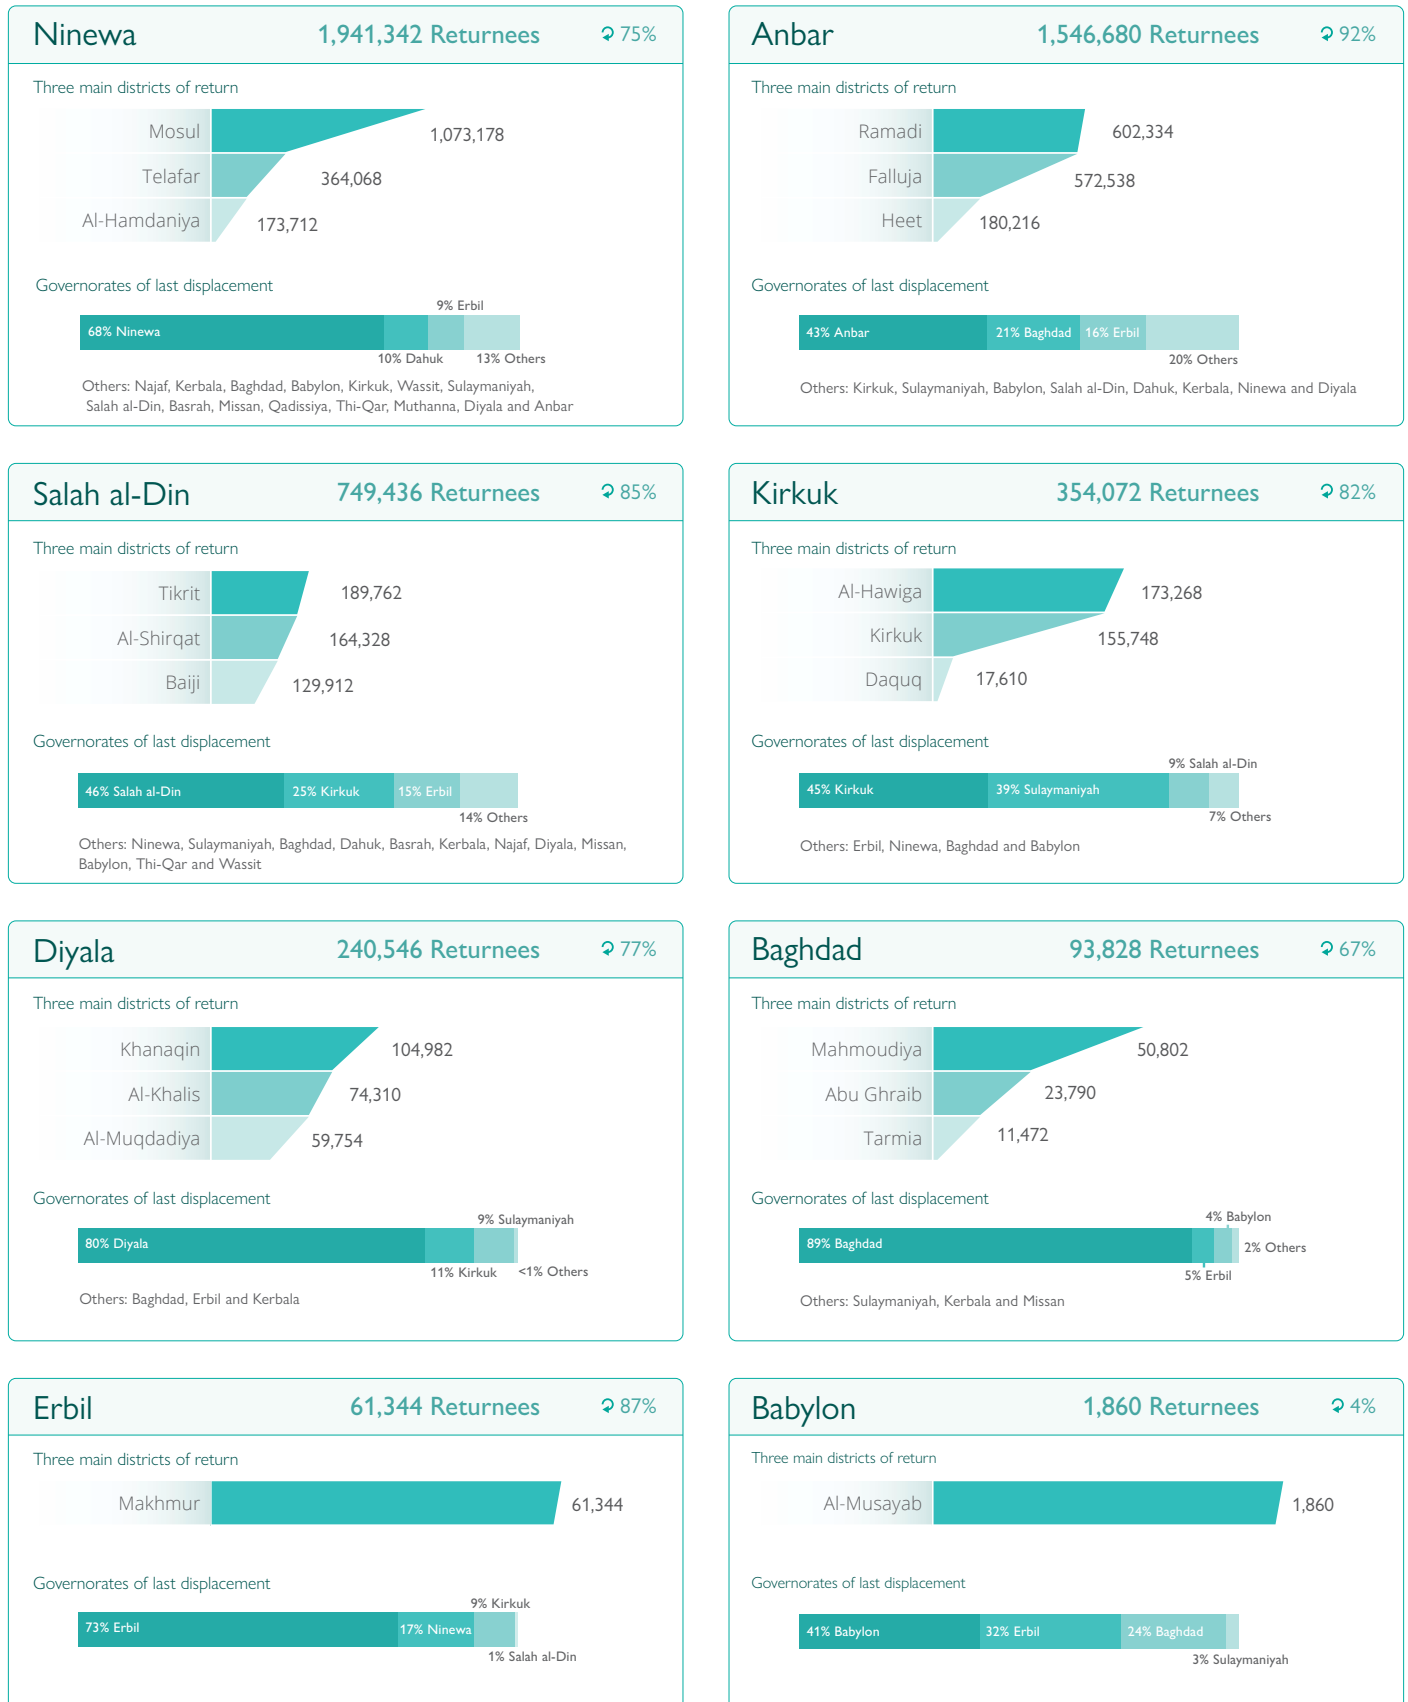 Ninewa 1,941,342 Returnees 75%
Three main districts of return
Mosul 1,073,178
Telafar 364,068
Al-Hamdaniya 173,712
Governorates of last displacement
9% Erbil
68% Ninewa
10% Dahuk 13% Others
Others: Najaf, Kerbala, Baghdad, Babylon, Kirkuk, Wassit, Sulaymaniyah,
Salah al-Din, Basrah, Missan, Qadissiya, Thi-Qar, Muthanna, Diyala and Anbar
Anbar 1,546,680 Returnees 92%
Three main districts of return
Ramadi 602,334
Falluja 572,538
Heet 180,216
Governorates of last displacement
43% Anbar 21% Baghdad 16% Erbil
20% Others
Others: Kirkuk, Sulaymaniyah, Babylon, Salah al-Din, Dahuk, Kerbala, Ninewa and Diyala
Salah al-Din 749,436 Returnees 85%
Three main districts of return
Tikrit 189,762
Al-Shirqat 164,328
Baiji 129,912
Governorates of last displacement
46% Salah al-Din 25% Kirkuk 15% Erbil
14% Others
Others: Ninewa, Sulaymaniyah, Baghdad, Dahuk, Basrah, Kerbala, Najaf, Diyala, Missan,
Babylon, Thi-Qar and Wassit
Kirkuk 354,072 Returnees 82%
Three main districts of return
Al-Hawiga 173,268
Kirkuk 155,748
Daquq 17,610
Governorates of last displacement
9% Salah al-Din
45% Kirkuk 39% Sulaymaniyah
7% Others
Others: Erbil, Ninewa, Baghdad and Babylon
Diyala 240,546 Returnees 77%
Three main districts of return
Khanaqin 104,982
Al-Khalis 74,310
Al-Muqdadiya 59,754
Governorates of last displacement
9% Sulaymaniyah
80% Diyala
11% Kirkuk <1% Others
Others: Baghdad, Erbil and Kerbala
Baghdad 93,828 Returnees 67%
Three main districts of return
Mahmoudiya 50,802
Abu Ghraib 23,790
Tarmia 11,472
Governorates of last displacement
4% Babylon
89% Baghdad 2% Others
5% Erbil
Others: Sulaymaniyah, Kerbala and Missan
Erbil 61,344 Returnees 87%
Three main districts of return
Makhmur 61,344
Governorates of last displacement
9% Kirkuk
73% Erbil 17% Ninewa
1% Salah al-Din
Babylon 1,860 Returnees 4%
Three main districts of return
Al-Musayab 1,860
Governorates of last displacement
41% Babylon 32% Erbil 24% Baghdad
3% Sulaymaniyah